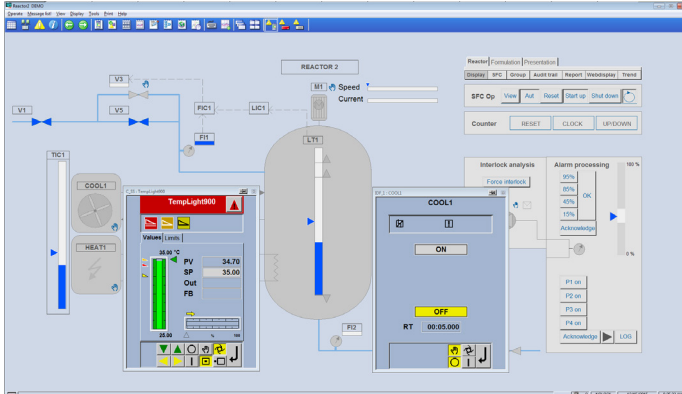 Reactor2 DEMO
Operate Message list View Display Tools Print Help
REACTOR 2
Reactor Formulation Presentation
Display SFC Group Audit trail Report Webdisplay Trend
V3
M1 Speed
Current
SFC Op View Aut Reset Start up Shut down
V1
V5
FIC1
LIC1
Counter RESET CLOCK UP/DOWN
FI1
LT1
TIC1
Interlock analysis
Alarm processing
100 %
Force interlock
95%
85%
45%
15%
OK
Acknowledge
0 %
COOL1
HEAT1
TempLight900
TempLight900
Values Limits
35.00 °C
PV 34.70
SP 35.00
Out
FB
25.00
% 100
COOL1
COOL1
ON
OFF
RT 00:05.000
FI2
P1 on
P2 on
P3 on
P4 on
Acknowledge LOG